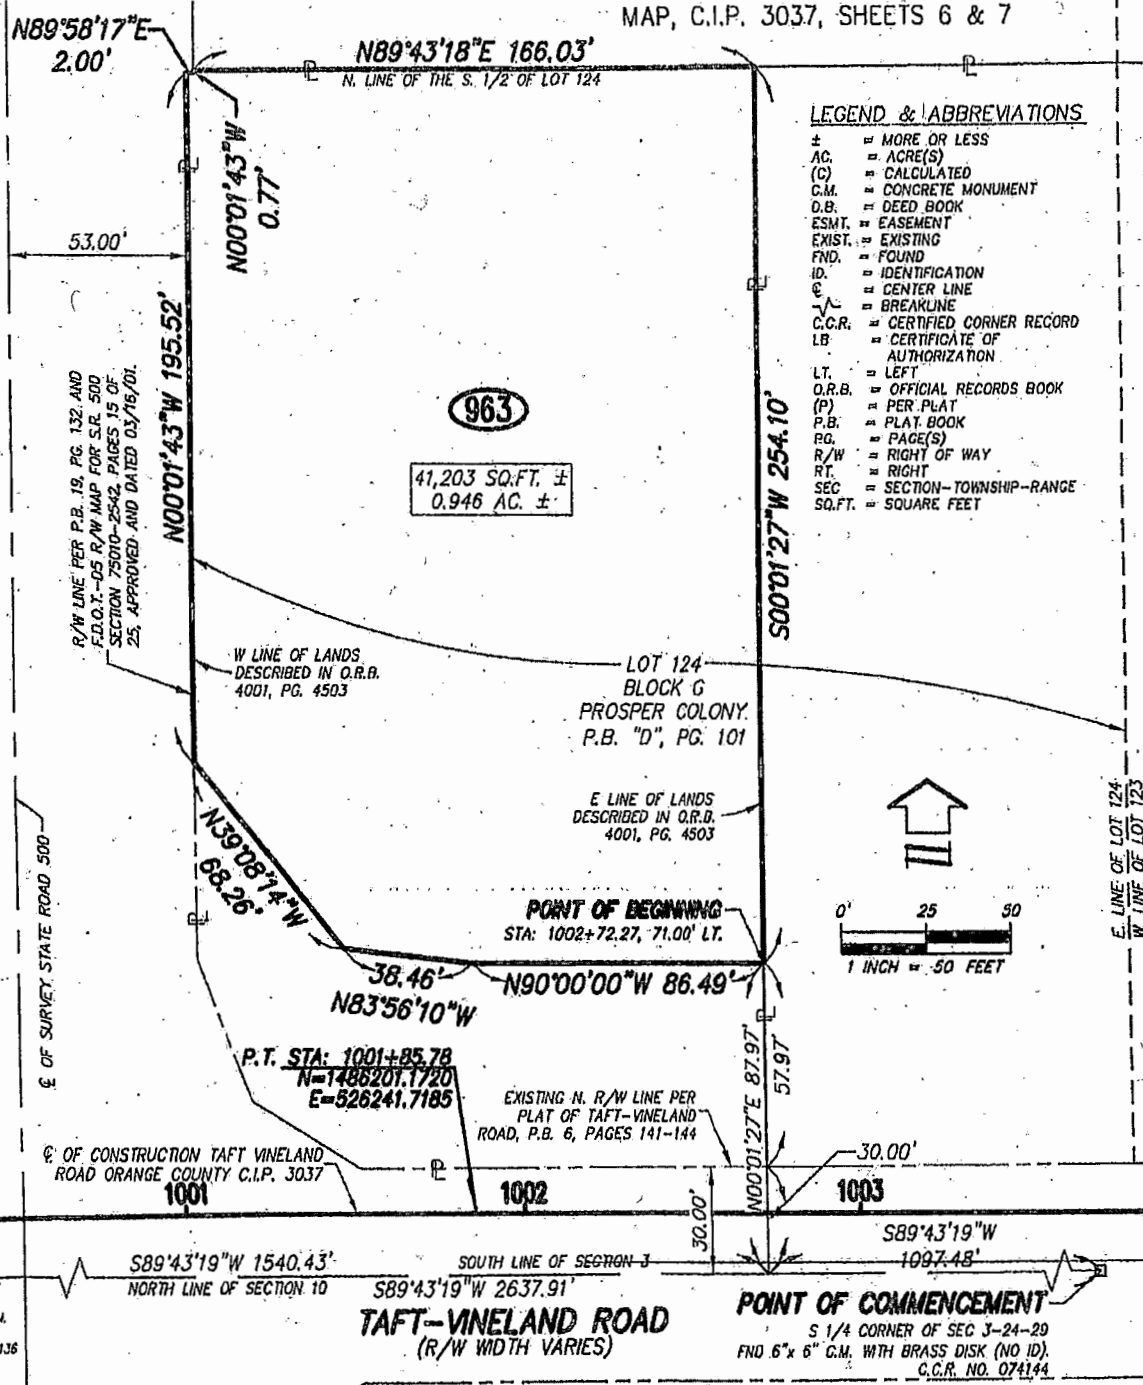 MAP, C.I.P. 3037, SHEETS 6 & 7
N89°58'17"E
2.00'
N89°43'18"E 166.03'
N. LINE OF THE S. 1/2 OF LOT 124
N00°01'43"W
0.77'
53.00'
N00°01'43"W 195.52'
R/W LINE PER P.B. 19, PG. 132 AND
F.D.O.T.-D5 R/W MAP FOR S.R. 500
SECTION 75010-2542, PAGES 15 OF
25, APPROVED AND DATED 03/16/01.
LEGEND & ABBREVIATIONS
± = MORE OR LESS
AC. = ACRE(S)
(C) = CALCULATED
C.M. = CONCRETE MONUMENT
D.B. = DEED BOOK
ESMT. = EASEMENT
EXIST. = EXISTING
FND. = FOUND
ID. = IDENTIFICATION
℄ = CENTER LINE
= BREAKLINE
C.C.R. = CERTIFIED CORNER RECORD
LB = CERTIFICATE OF
AUTHORIZATION
LT. = LEFT
O.R.B. = OFFICIAL RECORDS BOOK
(P) = PER PLAT
P.B. = PLAT BOOK
PG. = PAGE(S)
R/W = RIGHT OF WAY
RT. = RIGHT
SEC = SECTION-TOWNSHIP-RANGE
SQ.FT. = SQUARE FEET
963
41,203 SQ.FT. ±
0.946 AC. ±
S00°01'27"W 254.10'
W LINE OF LANDS
DESCRIBED IN O.R.B.
4001, PG. 4503
LOT 124
BLOCK G
PROSPER COLONY
P.B. "D", PG. 101
E LINE OF LANDS
DESCRIBED IN O.R.B.
4001, PG. 4503
N39°08'14"W
68.26'
℄ OF SURVEY STATE ROAD 500
E. LINE OF LOT 124
W LINE OF LOT 123
POINT OF BEGINNING
STA: 1002+72.27, 71.00' LT.
0' 25 50
1 INCH = 50 FEET
38.46'
N83°56'10"W
N90°00'00"W 86.49'
P.T. STA: 1001+85.78
N=1486201.1720
E=526241.7185
N00°01'27"E 87.97'
57.97'
EXISTING N. R/W LINE PER
PLAT OF TAFT-VINELAND
ROAD, P.B. 6, PAGES 141-144
℄ OF CONSTRUCTION TAFT VINELAND
ROAD ORANGE COUNTY C.I.P. 3037
30.00'
1001 1002 1003
30.00'
S89°43'19"W
1097.48'
S89°43'19"W 1540.43'
SOUTH LINE OF SECTION 3
NORTH LINE OF SECTION 10
S89°43'19"W 2637.91'
TAFT-VINELAND ROAD
(R/W WIDTH VARIES)
POINT OF COMMENCEMENT
S 1/4 CORNER OF SEC 3-24-29
FND 6"x 6" C.M. WITH BRASS DISK (NO ID).
C.C.R. NO. 074144
136